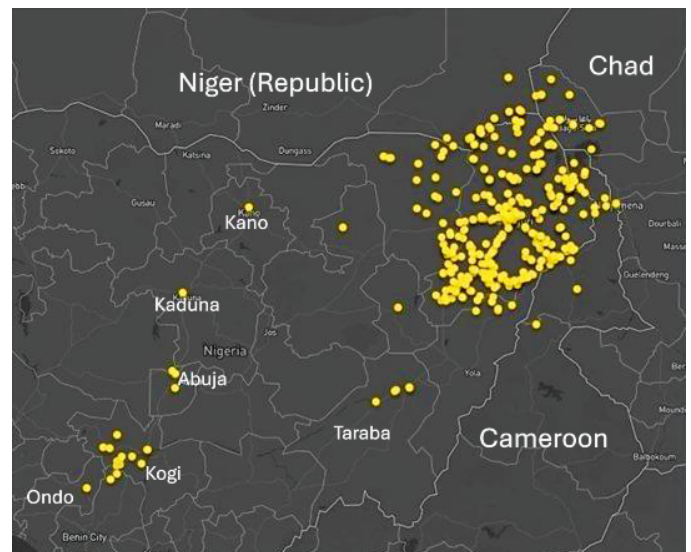 Chad
Niger (Republic)
Zinder
Maradi
Sokoto
Katsina
Dungass
Gusau
Kano
Dourbali
Guelendeng
Kaduna
Jos
Nigeria
Abuja
Yola
Taraba
Cameroon
Kogi
Ondo
Benin City